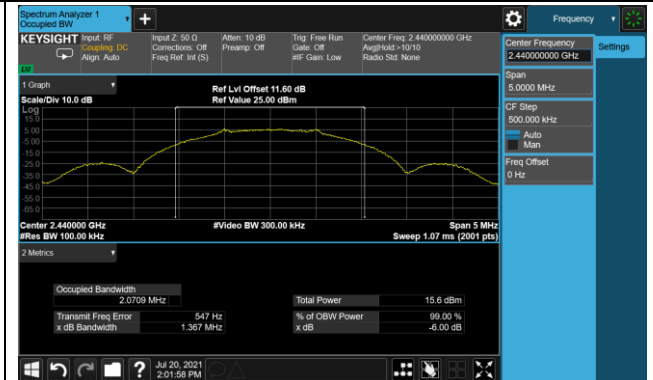 Spectrum Analyzer 1
Occupied BW
+
Frequency
KEYSIGHT
Input: RF
Coupling: DC
Align: Auto
Input Z: 50 Ω
Corrections: Off
Freq Ref: Int (S)
Atten: 10 dB
Preamp: Off
Trig: Free Run
Gate: Off
#IF Gain: Low
Center Freq: 2.440000000 GHz
Avg|Hold:>10/10
Radio Std: None
Center Frequency
2.440000000 GHz
Settings
Span
5.0000 MHz
CF Step
500.000 kHz
Auto
Man
Freq Offset
0 Hz
1 Graph
Scale/Div 10.0 dB
Ref Lvl Offset 11.60 dB
Ref Value 25.00 dBm
Log
15.0
5.00
-5.00
-15.0
-25.0
-35.0
-45.0
-55.0
-65.0
Center 2.440000 GHz
#Res BW 100.00 kHz
#Video BW 300.00 kHz
Span 5 MHz
Sweep 1.07 ms (2001 pts)
2 Metrics
Occupied Bandwidth
2.0709 MHz
Total Power 15.6 dBm
Transmit Freq Error 547 Hz
% of OBW Power 99.00 %
x dB Bandwidth 1.367 MHz
x dB -6.00 dB
?
Jul 20, 2021
2:01:58 PM